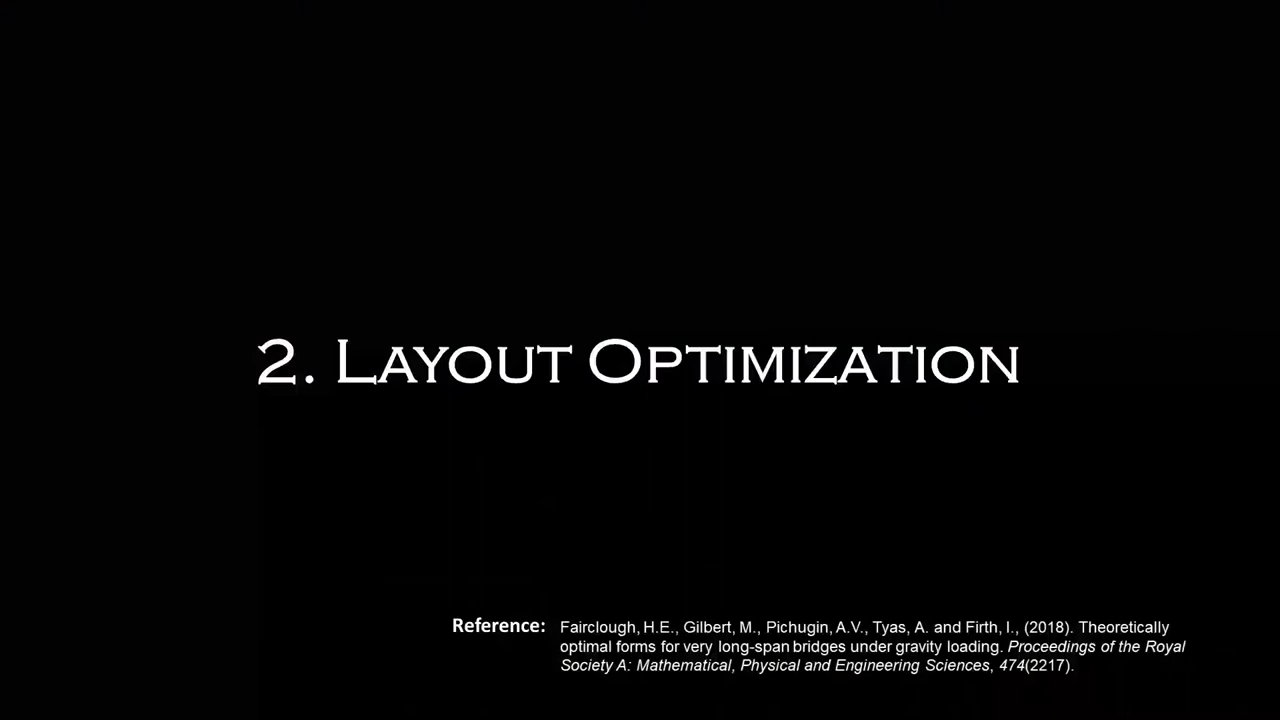 2. LAYOUT OPTIMIZATION
Reference: Fairclough, H.E., Gilbert, M., Pichugin, A.V., Tyas, A. and Firth, I., (2018). Theoretically
optimal forms for very long-span bridges under gravity loading. Proceedings of the Royal
Society A: Mathematical, Physical and Engineering Sciences, 474(2217).